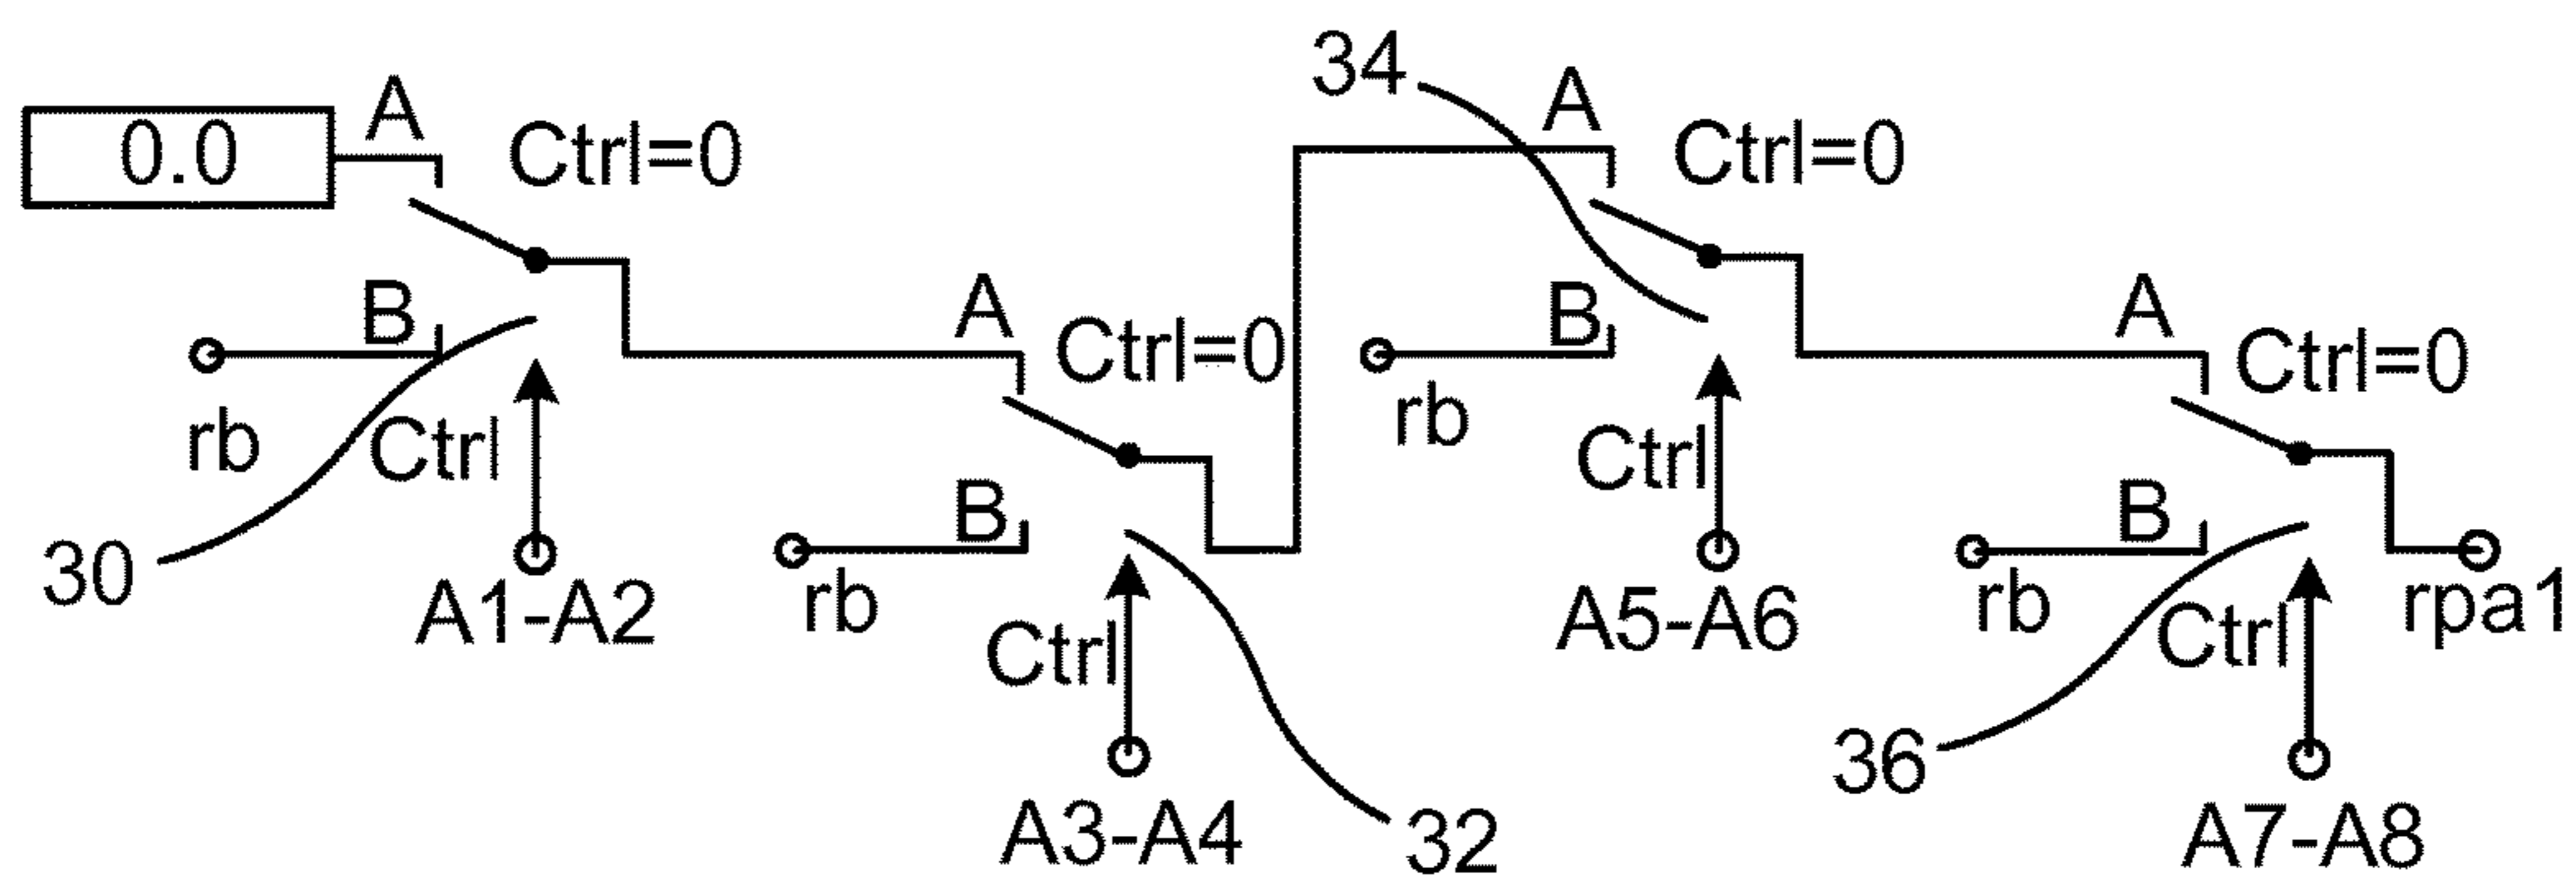 34
A
A
0.0
Ctrl=0
Ctrl=0
B
A
B
A
Ctrl=0
Ctrl=0
rb
Ctrl
rb
Ctrl
B
B
30
A1-A2
rb
Ctrl
A5-A6
rb
Ctrl
rpa1
36
A3-A4
32
A7-A8